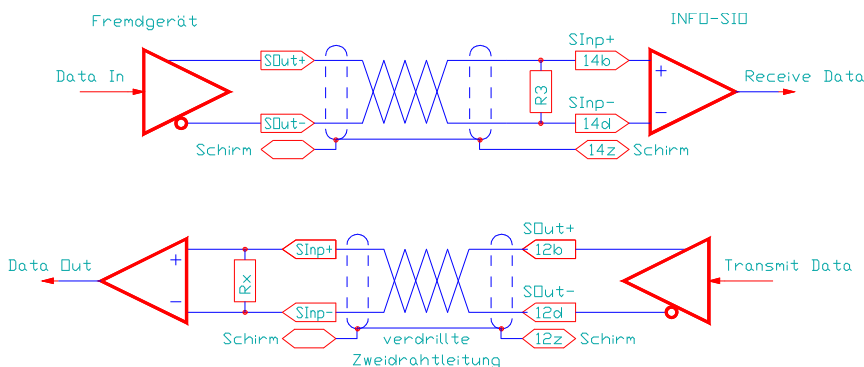 Fremdgerät
INFO-SIO
Data In
SOut+
SInp+
14b
+
R3
Receive Data
SOut-
SInp-
14d
-
Schirm
14z
Schirm
SOut+
SInp+
12b
Data Out
+
Rx
Transmit Data
SOut-
SInp-
12d
-
Schirm
verdrillte
12z
Schirm
Zweidrahtleitung